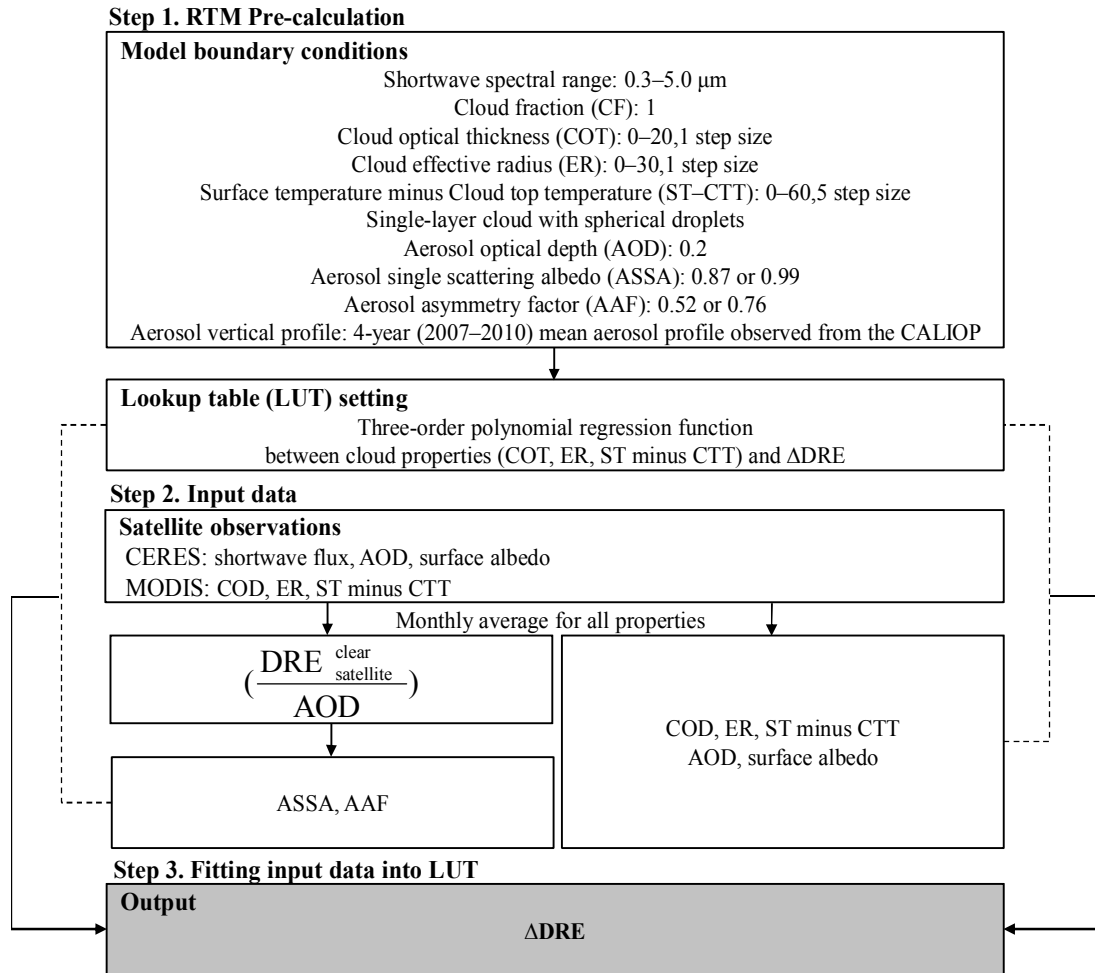 Step 1. RTM Pre-calculation
Model boundary conditions
Shortwave spectral range: 0.3–5.0 μm
Cloud fraction (CF): 1
Cloud optical thickness (COT): 0–20,1 step size
Cloud effective radius (ER): 0–30,1 step size
Surface temperature minus Cloud top temperature (ST–CTT): 0–60,5 step size
Single-layer cloud with spherical droplets
Aerosol optical depth (AOD): 0.2
Aerosol single scattering albedo (ASSA): 0.87 or 0.99
Aerosol asymmetry factor (AAF): 0.52 or 0.76
Aerosol vertical profile: 4-year (2007–2010) mean aerosol profile observed from the CALIOP
Lookup table (LUT) setting
Three-order polynomial regression function
between cloud properties (COT, ER, ST minus CTT) and ΔDRE
Step 2. Input data
Satellite observations
CERES: shortwave flux, AOD, surface albedo
MODIS: COD, ER, ST minus CTT
Monthly average for all properties
(DRE clear satellite
AOD)
COD, ER, ST minus CTT
AOD, surface albedo
ASSA, AAF
Step 3. Fitting input data into LUT
Output
ΔDRE